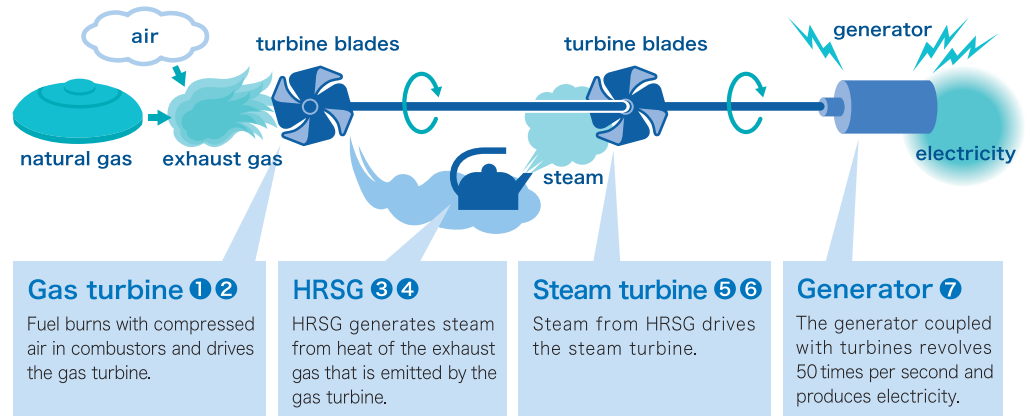 air
turbine blades
turbine blades
generator
natural gas
exhaust gas
steam
electricity
Gas turbine ❶❷
Fuel burns with compressed
air in combustors and drives
the gas turbine.
HRSG ❸❹
HRSG generates steam
from heat of the exhaust
gas that is emitted by the
gas turbine.
Steam turbine ❺❻
Steam from HRSG drives
the steam turbine.
Generator ❼
The generator coupled
with turbines revolves
50 times per second and
produces electricity.